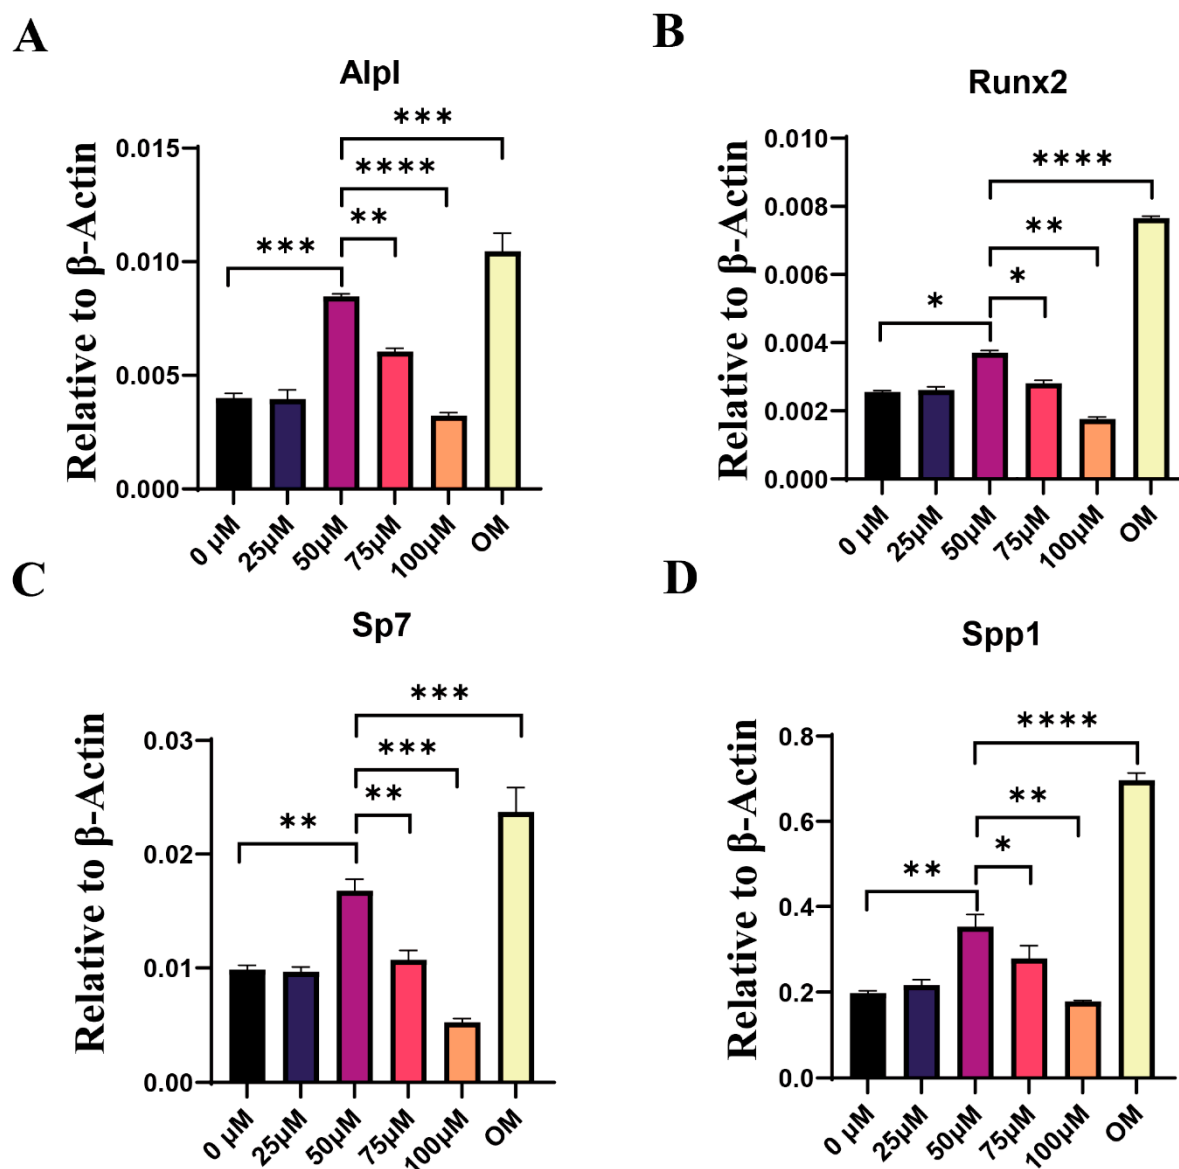 A
Alpl
Relative to β-Actin
0.015
0.010
0.005
0.000
***
****
**
***
0 μM
25μM
50μM
75μM
100μM
OM
B
Runx2
Relative to β-Actin
0.010
0.008
0.006
0.004
0.002
0.000
****
**
*
*
0 μM
25μM
50μM
75μM
100μM
OM
C
Sp7
Relative to β-Actin
0.03
0.02
0.01
0.00
***
***
**
**
0 μM
25μM
50μM
75μM
100μM
OM
D
Spp1
Relative to β-Actin
0.8
0.6
0.4
0.2
0.0
****
**
*
**
0 μM
25μM
50μM
75μM
100μM
OM